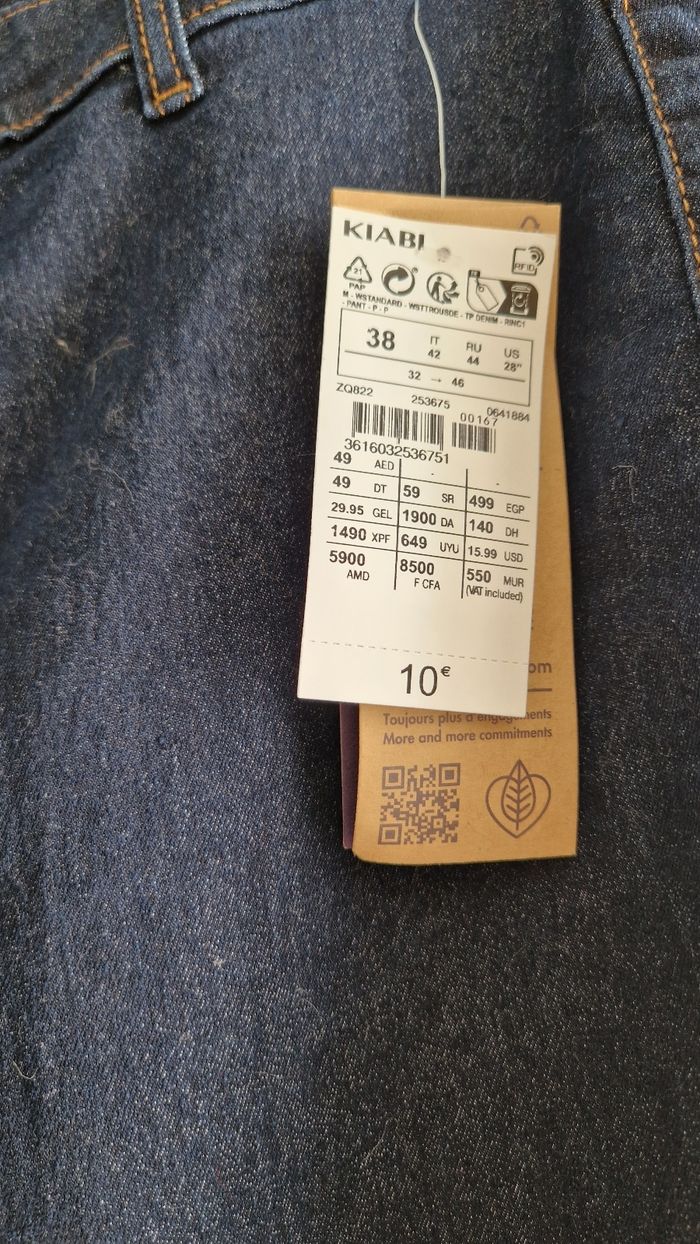 KIABI
RFID
21
PAP
M - WSTANDARD - WSTTROUSDE - TP DENIM - RINC1
- PANT - P - P
38 IT 42 RU 44 US 28"
32 → 46
ZQ822 253675 0641884
00167
3616032536751
49 AED - -
49 DT 59 SR 499 EGP
29.95 GEL 1900 DA 140 DH
1490 XPF 649 UYU 15.99 USD
5900 AMD 8500 F CFA 550 MUR
(VAT included)
10€
om
Toujours plus d'engagements
More and more commitments